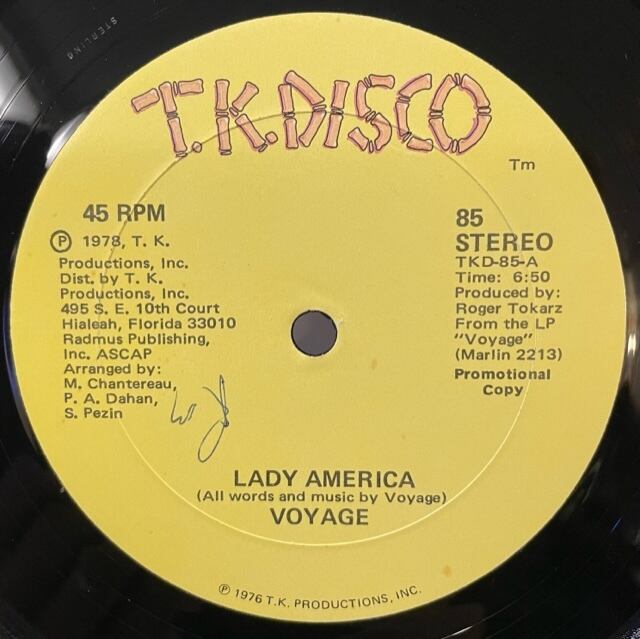 STERLING
T.K.DISCO
Tm
45 RPM
℗ 1978, T. K.
Productions, Inc.
Dist. by T. K.
Productions, Inc.
495 S. E. 10th Court
Hialeah, Florida 33010
Radmus Publishing,
Inc. ASCAP
Arranged by:
M. Chantereau,
P. A. Dahan,
S. Pezin
85
STEREO
TKD-85-A
Time: 6:50
Produced by:
Roger Tokarz
From the LP
"Voyage"
(Marlin 2213)
Promotional
Copy
LADY AMERICA
(All words and music by Voyage)
VOYAGE
℗ 1976 T.K. PRODUCTIONS, INC.